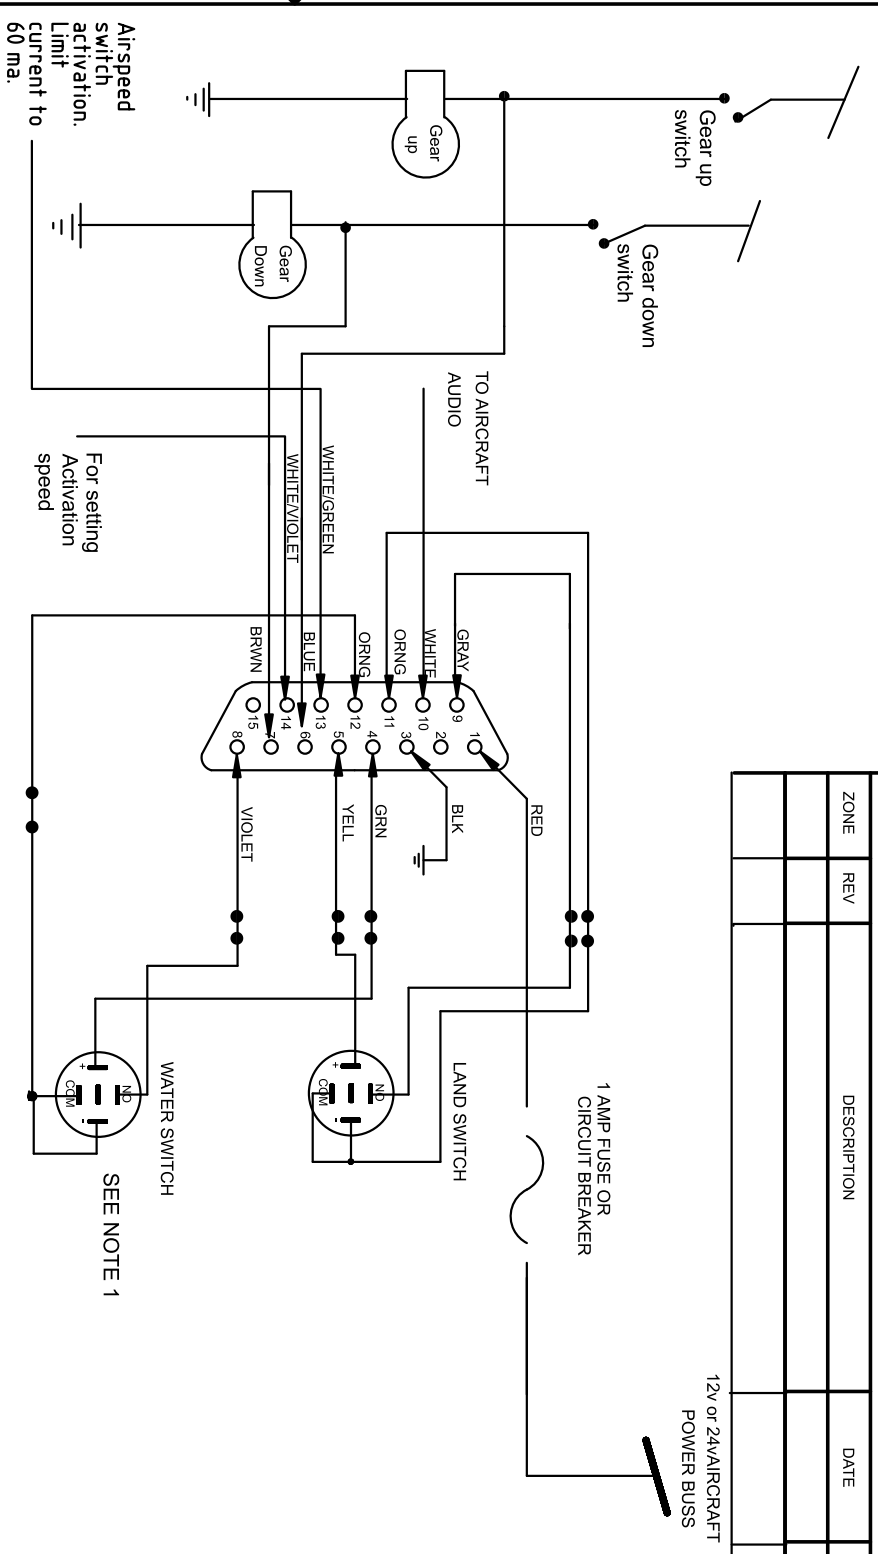 ZONE
REV
DESCRIPTION
DATE
12v or 24vAIRCRAFT
POWER BUSS
Gear up
switch
Gear down
switch
1 AMP FUSE OR
CIRCUIT BREAKER
RED
TO AIRCRAFT
AUDIO
Gear
up
Gear
Down
GRAY
WHITE
ORNG
ORNG
BLUE
BRWN
WHITE/GREEN
WHITE/VIOLET
BLK
GRN
YELL
VIOLET
9
10
11
12
13
14
15
1
2
3
4
5
6
7
8
LAND SWITCH
NO
COM
+
-
WATER SWITCH
NO
COM
+
-
SEE NOTE 1
For setting
Activation
speed
Airspeed
switch
activation.
Limit
current to
60 ma.